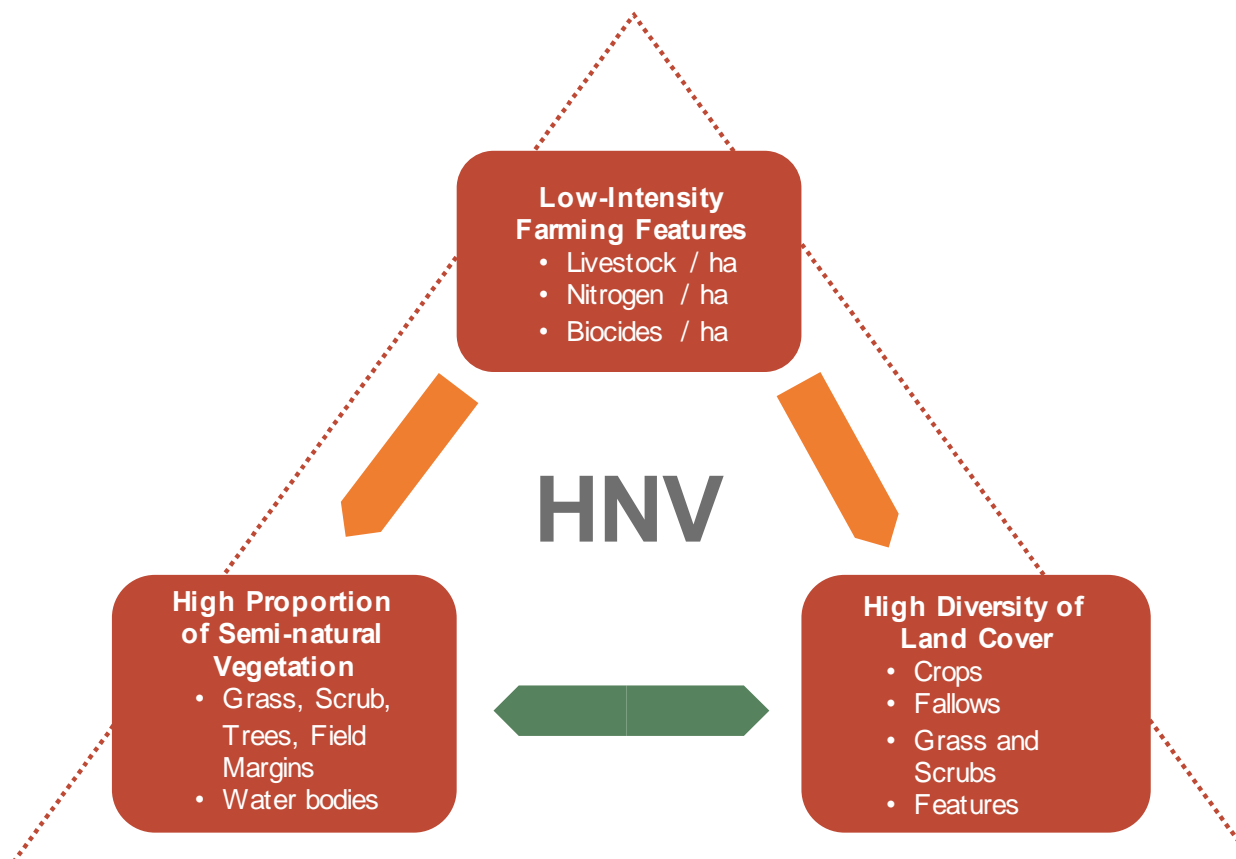 Low-Intensity
Farming Features
• Livestock / ha
• Nitrogen / ha
• Biocides / ha
HNV
High Proportion
of Semi-natural
Vegetation
• Grass, Scrub,
Trees, Field
Margins
• Water bodies
High Diversity of
Land Cover
• Crops
• Fallows
• Grass and
Scrubs
• Features